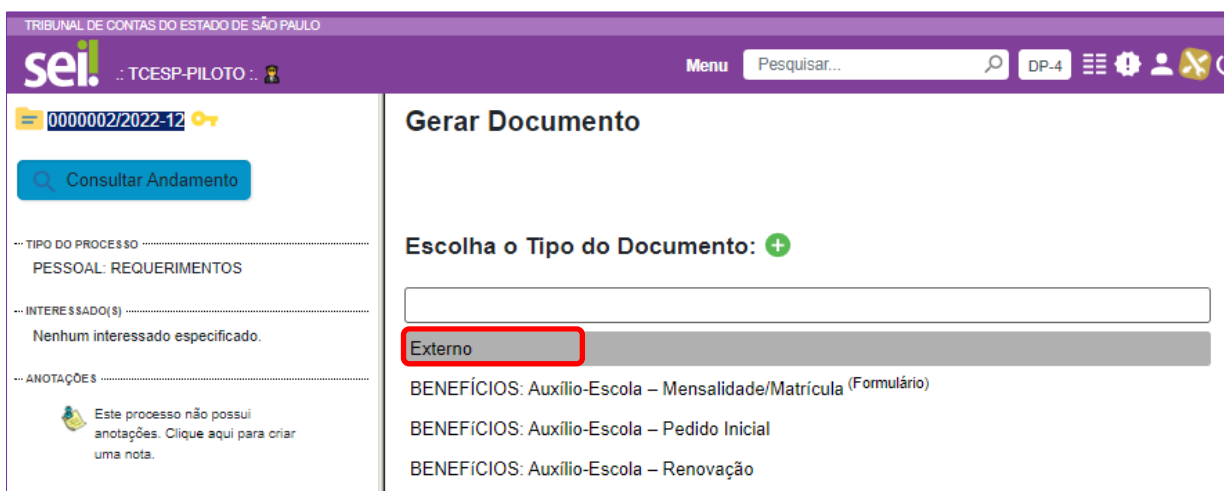 TRIBUNAL DE CONTAS DO ESTADO DE SÃO PAULO
sei! .: TCESP-PILOTO :. Menu Pesquisar... DP-4
0000002/2022-12
Consultar Andamento
TIPO DO PROCESSO
PESSOAL: REQUERIMENTOS
INTERESSADO(S)
Nenhum interessado especificado.
ANOTAÇÕES
Este processo não possui
anotações. Clique aqui para criar
uma nota.
Gerar Documento
Escolha o Tipo do Documento:
Externo
BENEFÍCIOS: Auxílio-Escola – Mensalidade/Matrícula (Formulário)
BENEFíCIOS: Auxílio-Escola – Pedido Inicial
BENEFíCIOS: Auxílio-Escola – Renovação